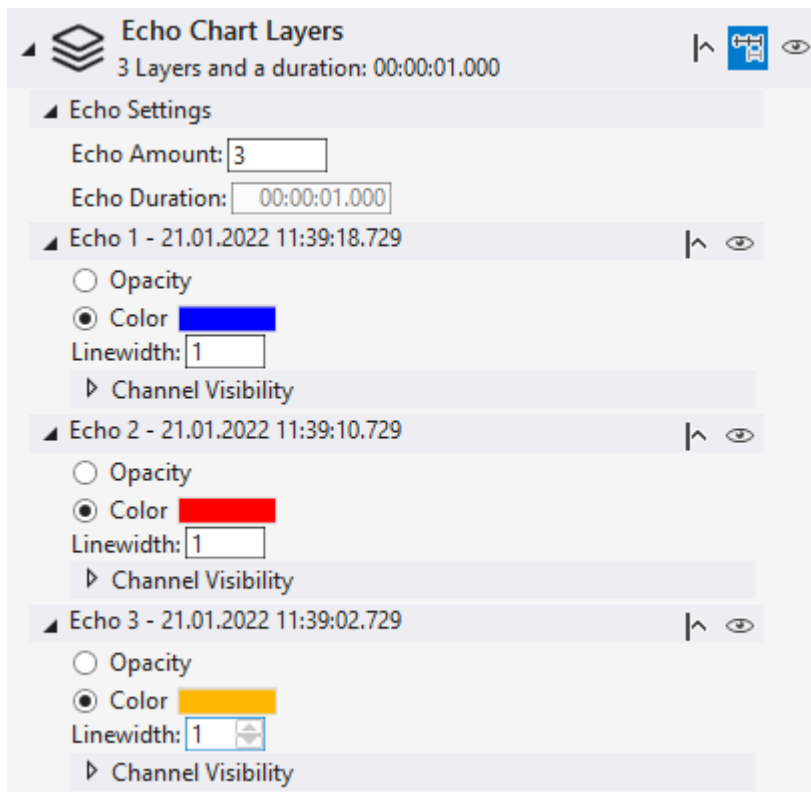 Echo Chart Layers
3 Layers and a duration: 00:00:01.000
Echo Settings
Echo Amount: 3
Echo Duration: 00:00:01.000
Echo 1 - 21.01.2022 11:39:18.729
Opacity
Color
Linewidth: 1
Channel Visibility
Echo 2 - 21.01.2022 11:39:10.729
Opacity
Color
Linewidth: 1
Channel Visibility
Echo 3 - 21.01.2022 11:39:02.729
Opacity
Color
Linewidth: 1
Channel Visibility